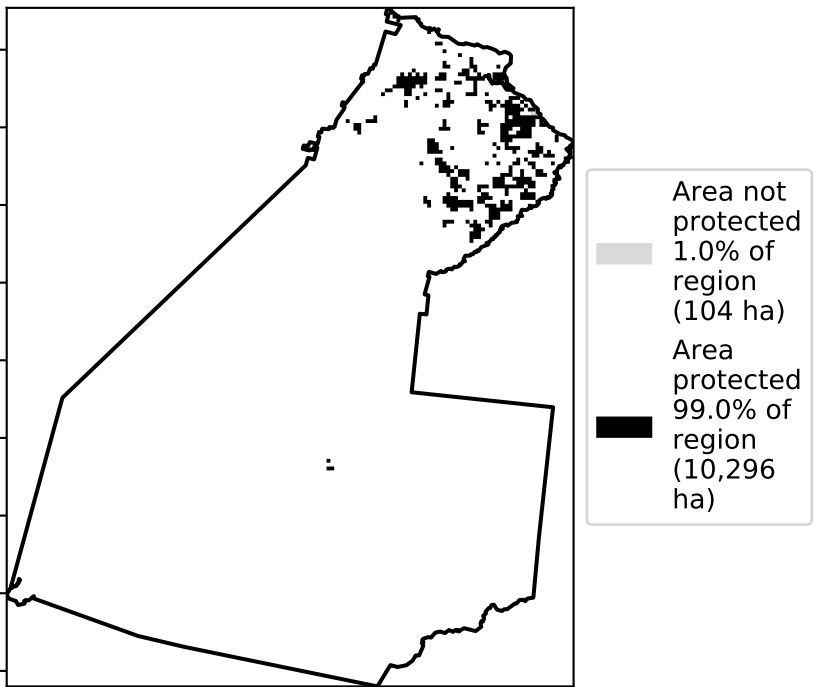 Area not
protected
1.0% of
region
(104 ha)
Area
protected
99.0% of
region
(10,296
ha)